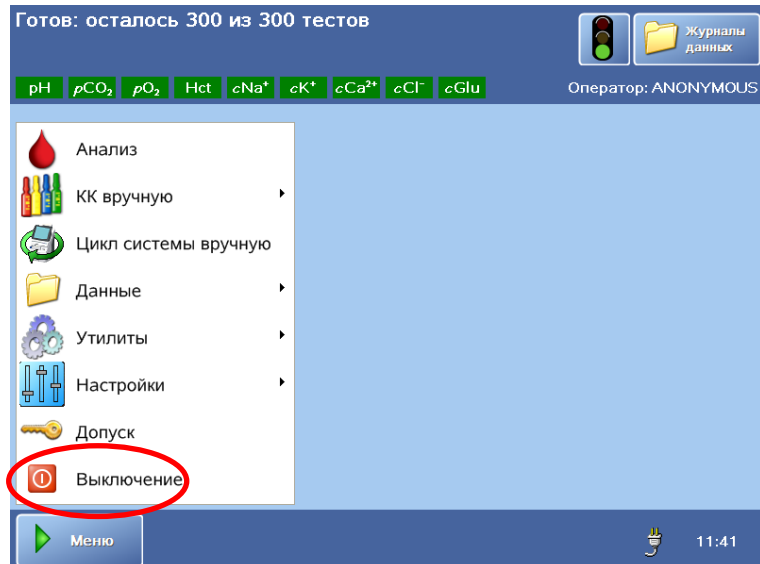 Готов: осталось 300 из 300 тестов
Журналы
данных
pH pCO₂ pO₂ Hct cNa⁺ cK⁺ cCa²⁺ cCl⁻ cGlu
Оператор: ANONYMOUS
Анализ
КК вручную
Цикл системы вручную
Данные
Утилиты
Настройки
Допуск
Выключение
Меню
11:41